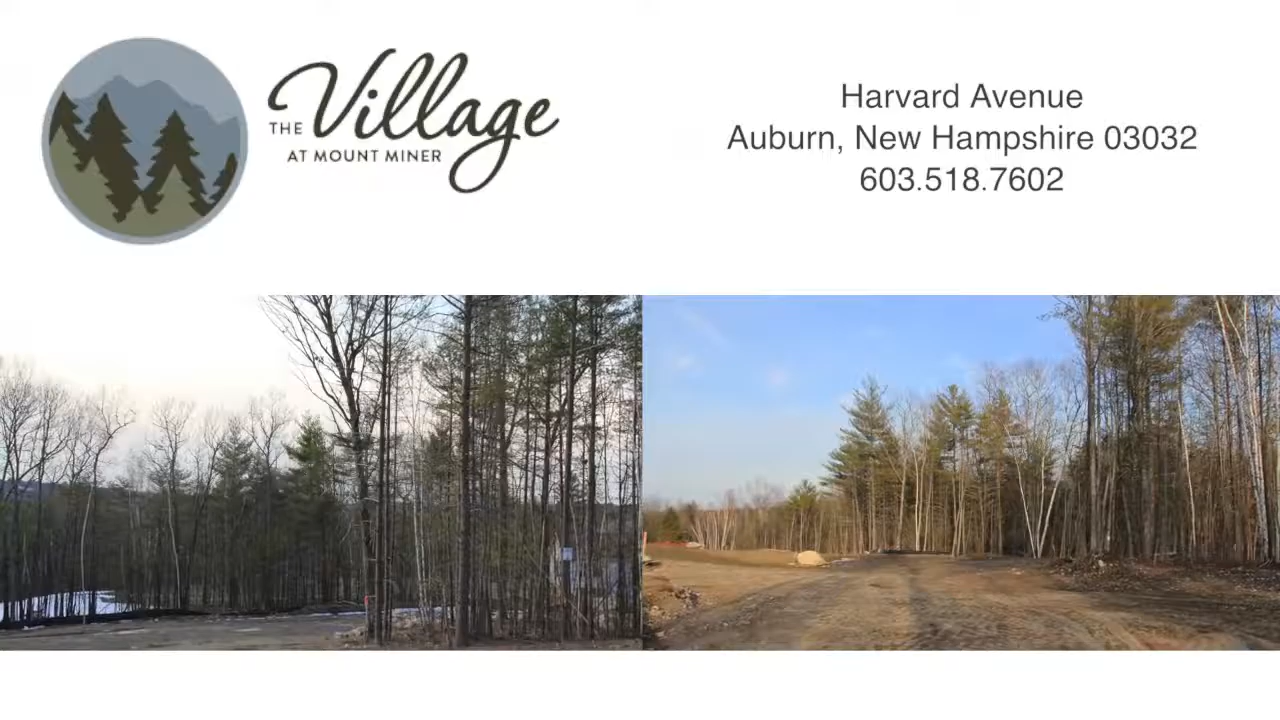 THE Village
AT MOUNT MINER
Harvard Avenue
Auburn, New Hampshire 03032
603.518.7602